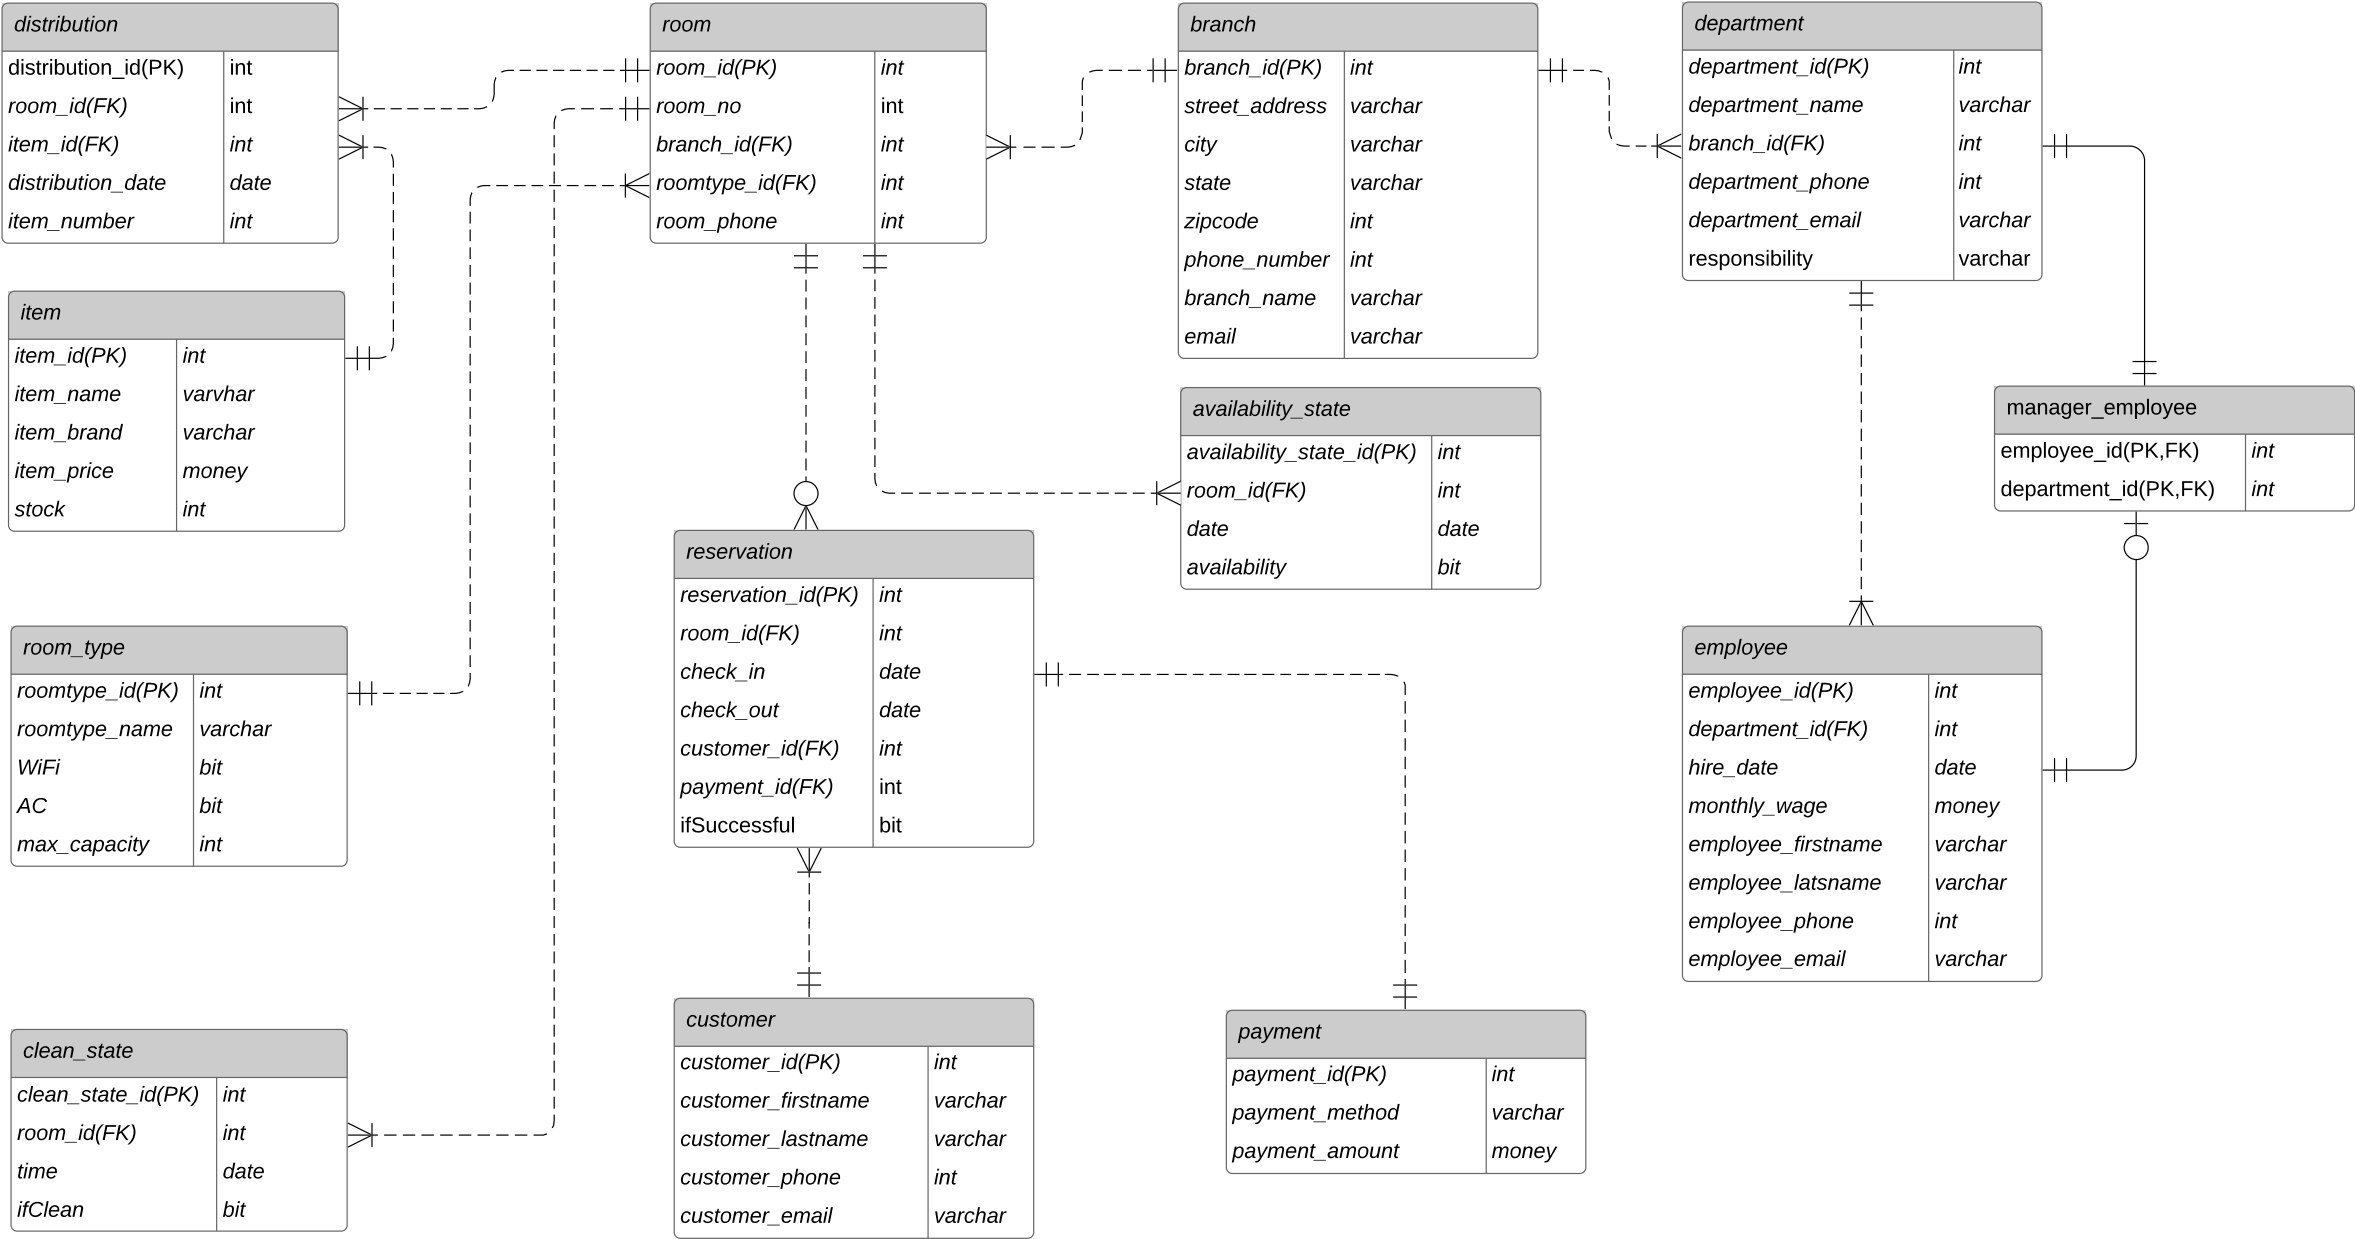 distribution
distribution_id(PK) int
room_id(FK) int
item_id(FK) int
distribution_date date
item_number int
room
room_id(PK) int
room_no int
branch_id(FK) int
roomtype_id(FK) int
room_phone int
branch
branch_id(PK) int
street_address varchar
city varchar
state varchar
zipcode int
phone_number int
branch_name varchar
email varchar
department
department_id(PK) int
department_name varchar
branch_id(FK) int
department_phone int
department_email varchar
responsibility varchar
item
item_id(PK) int
item_name varvhar
item_brand varchar
item_price money
stock int
availability_state
availability_state_id(PK) int
room_id(FK) int
date date
availability bit
manager_employee
employee_id(PK,FK) int
department_id(PK,FK) int
reservation
reservation_id(PK) int
room_id(FK) int
check_in date
check_out date
customer_id(FK) int
payment_id(FK) int
ifSuccessful bit
room_type
roomtype_id(PK) int
roomtype_name varchar
WiFi bit
AC bit
max_capacity int
employee
employee_id(PK) int
department_id(FK) int
hire_date date
monthly_wage money
employee_firstname varchar
employee_latsname varchar
employee_phone int
employee_email varchar
clean_state
clean_state_id(PK) int
room_id(FK) int
time date
ifClean bit
customer
customer_id(PK) int
customer_firstname varchar
customer_lastname varchar
customer_phone int
customer_email varchar
payment
payment_id(PK) int
payment_method varchar
payment_amount money